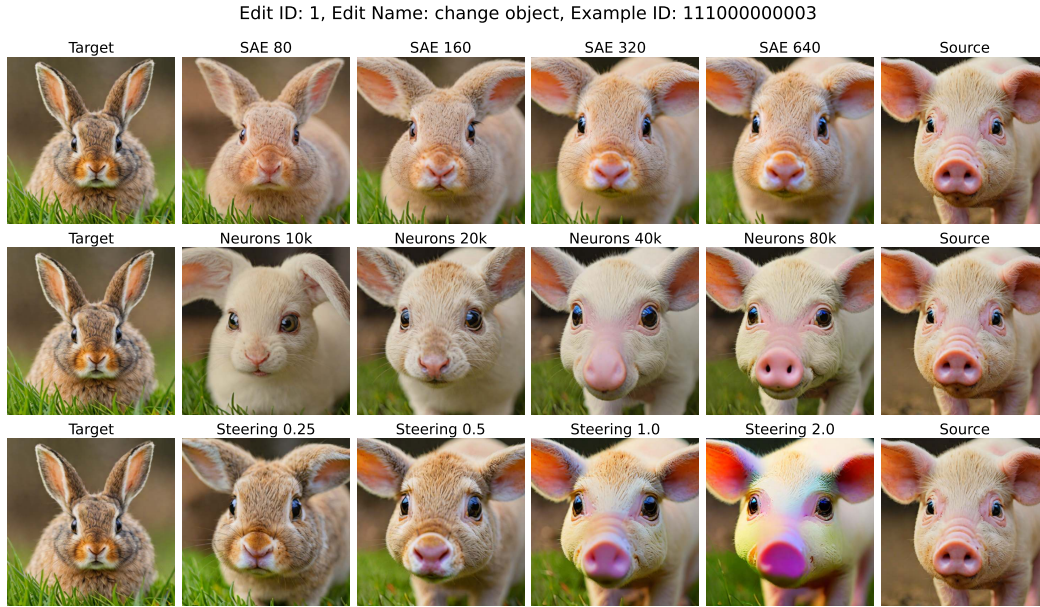 Edit ID: 1, Edit Name: change object, Example ID: 111000000003
Target SAE 80 SAE 160 SAE 320 SAE 640 Source
Target Neurons 10k Neurons 20k Neurons 40k Neurons 80k Source
Target Steering 0.25 Steering 0.5 Steering 1.0 Steering 2.0 Source